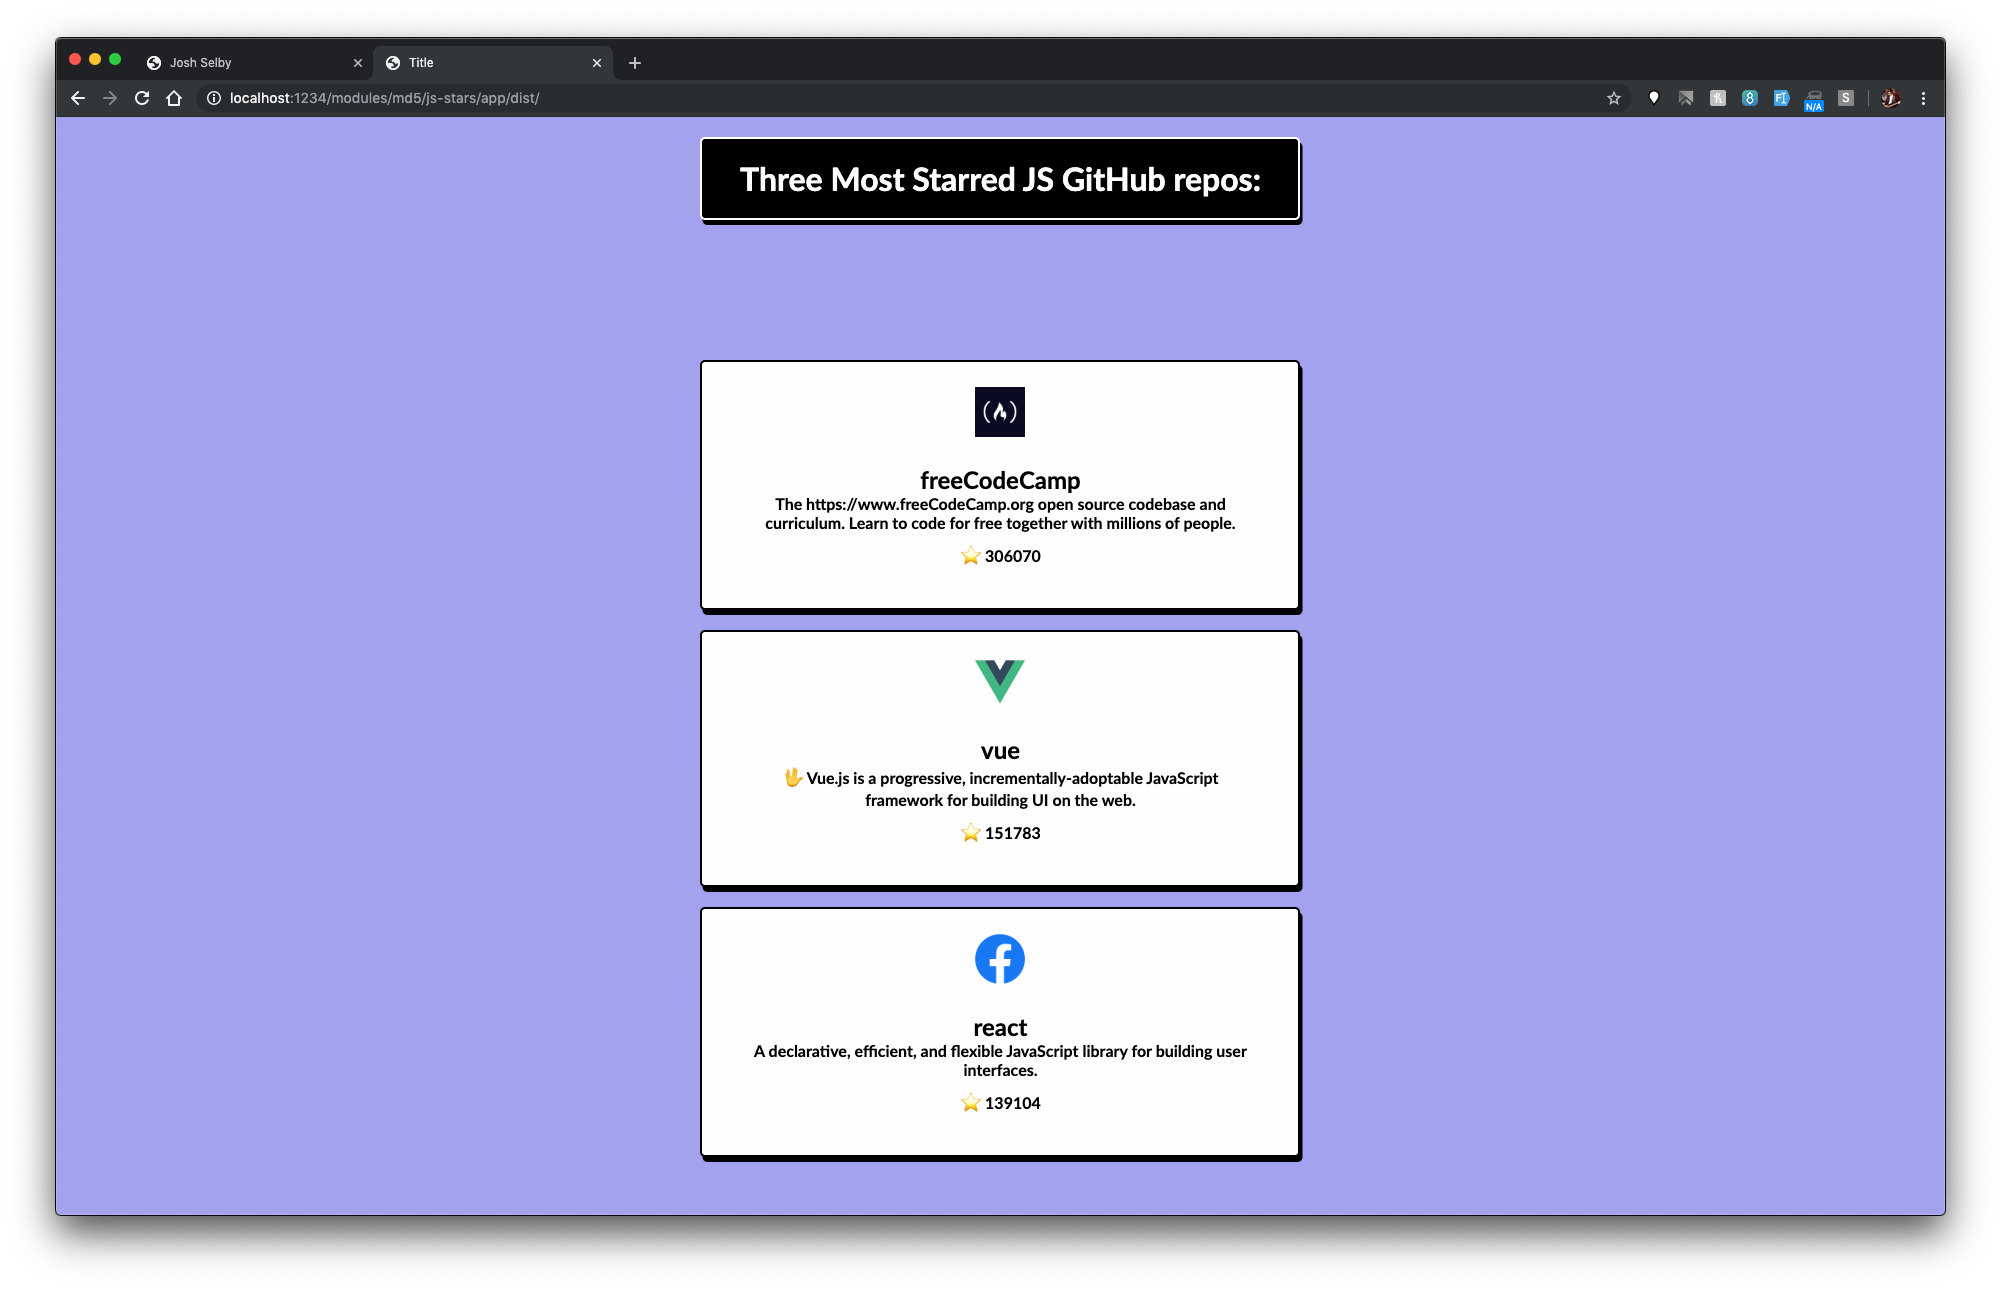 Josh Selby
Title
localhost:1234/modules/md5/js-stars/app/dist/
8
N/A
S
Three Most Starred JS GitHub repos:
freeCodeCamp
The https://www.freeCodeCamp.org open source codebase and
curriculum. Learn to code for free together with millions of people.
⭐ 306070
vue
🖖 Vue.js is a progressive, incrementally-adoptable JavaScript
framework for building UI on the web.
⭐ 151783
react
A declarative, efficient, and flexible JavaScript library for building user
interfaces.
⭐ 139104